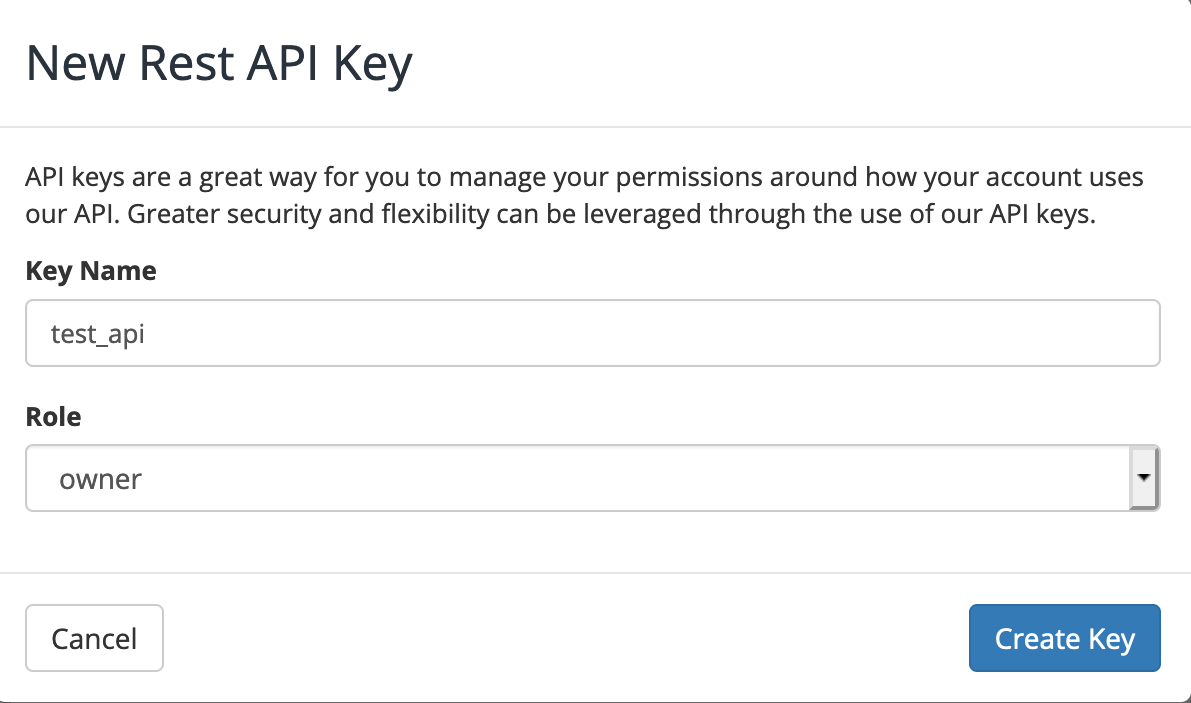 New Rest API Key
API keys are a great way for you to manage your permissions around how your account uses
our API. Greater security and flexibility can be leveraged through the use of our API keys.
Key Name
test_api
Role
owner
Cancel
Create Key